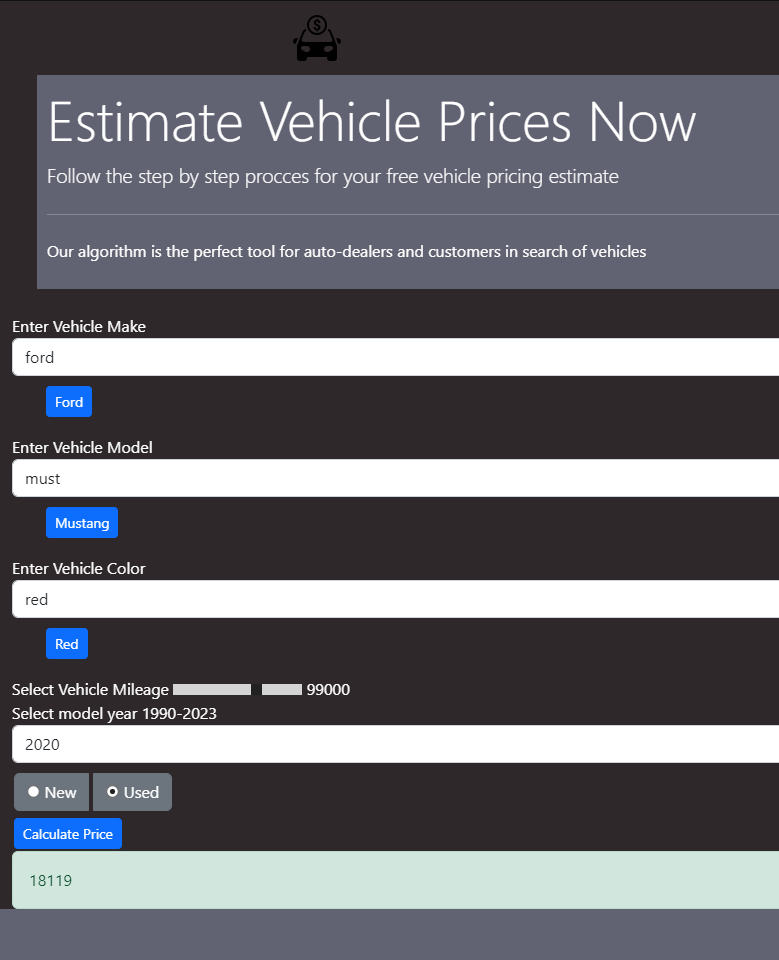 $
Estimate Vehicle Prices Now
Follow the step by step procces for your free vehicle pricing estimate
Our algorithm is the perfect tool for auto-dealers and customers in search of vehicles
Enter Vehicle Make
ford
Ford
Enter Vehicle Model
must
Mustang
Enter Vehicle Color
red
Red
Select Vehicle Mileage 99000
Select model year 1990-2023
2020
New Used
Calculate Price
18119